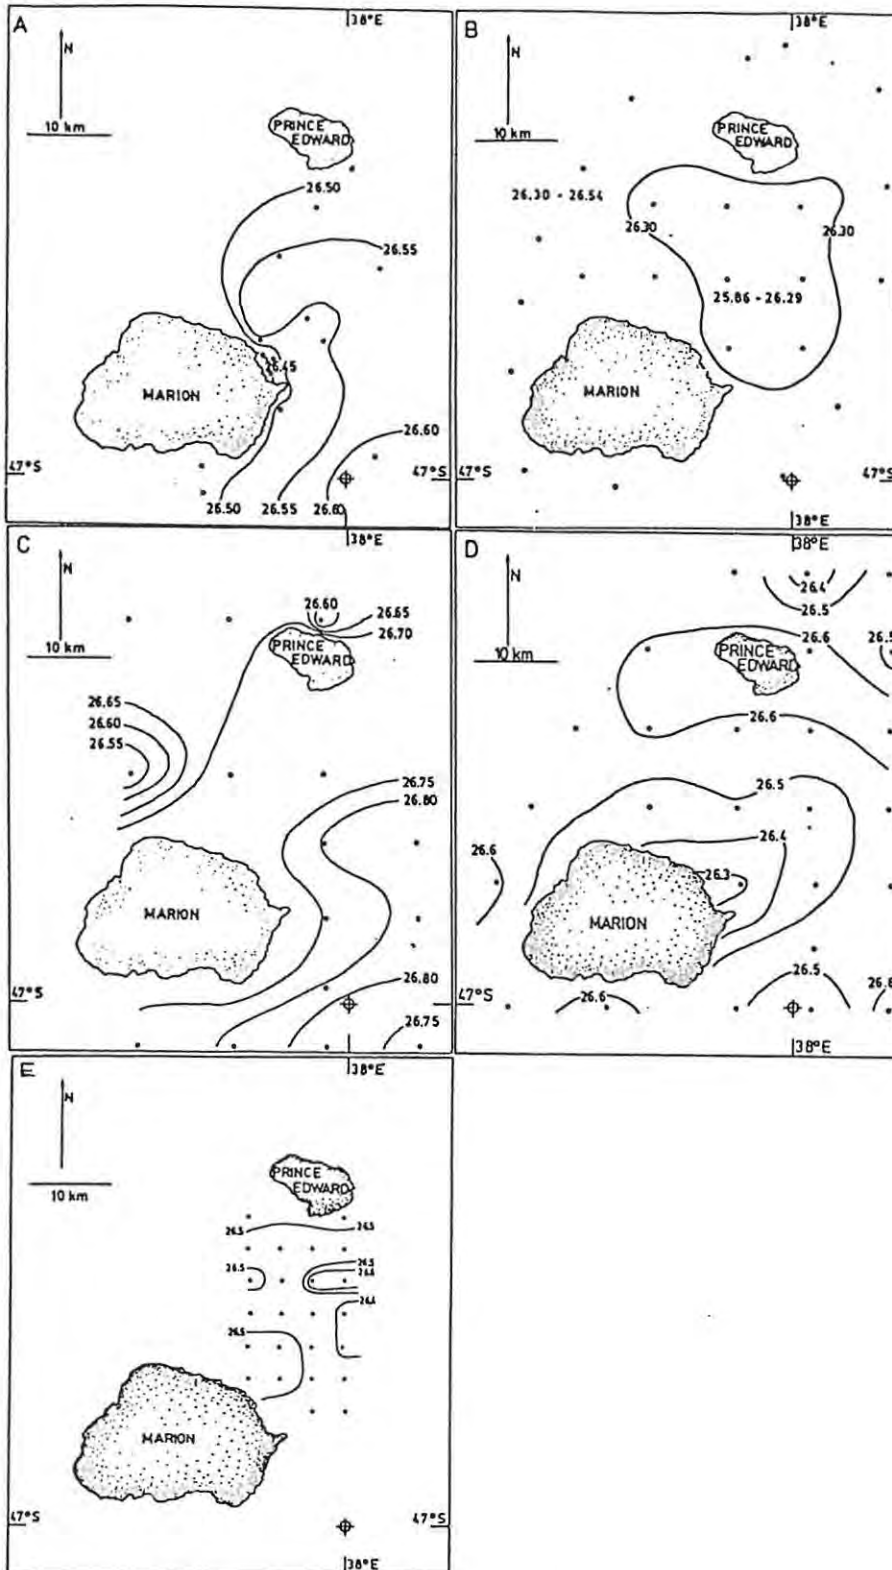 A
38°E
N
10 km
PRINCE
EDWARD
26.50
26.55
26.45
MARION
26.60
47°S
47°S
26.50
26.55
26.60
38°E
B
38°E
N
10 km
PRINCE
EDWARD
26.30 - 26.54
26.30
26.30
25.86 - 26.29
MARION
47°S
47°S
38°E
C
38°E
N
10 km
26.60
26.65
26.70
PRINCE
EDWARD
26.65
26.60
26.55
26.75
26.80
MARION
47°S
26.80
26.75
D
38°E
N
10 km
26.4
26.5
26.6
26.5
PRINCE
EDWARD
26.6
26.5
26.4
26.6
26.3
MARION
47°S
26.6
26.5
E
38°E
N
10 km
PRINCE
EDWARD
26.5
26.5
26.5
26.5
26.5
MARION
47°S
47°S
38°E